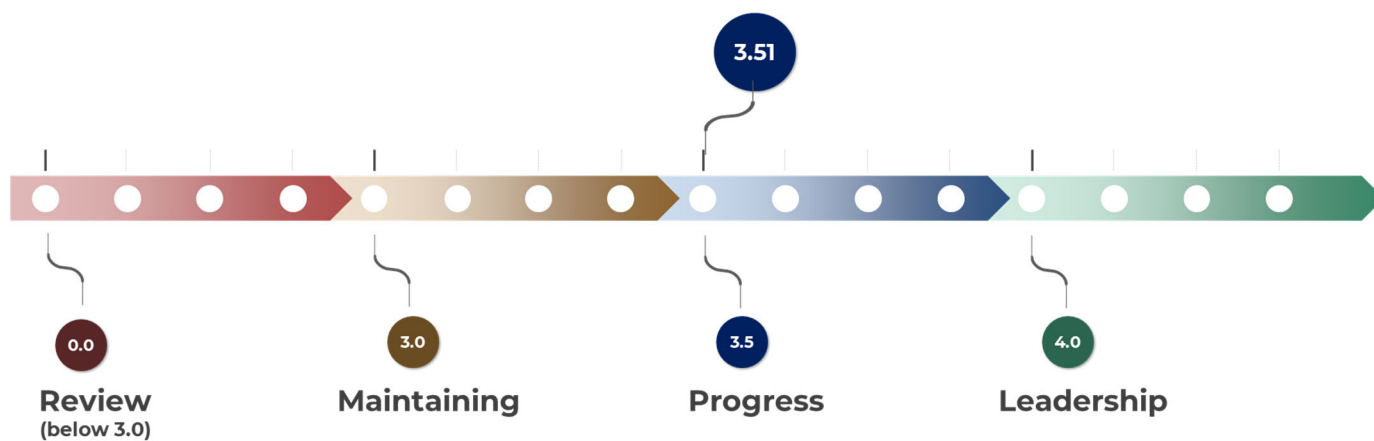 3.51
0.0
3.0
3.5
4.0
Review
Maintaining
Progress
Leadership
(below 3.0)